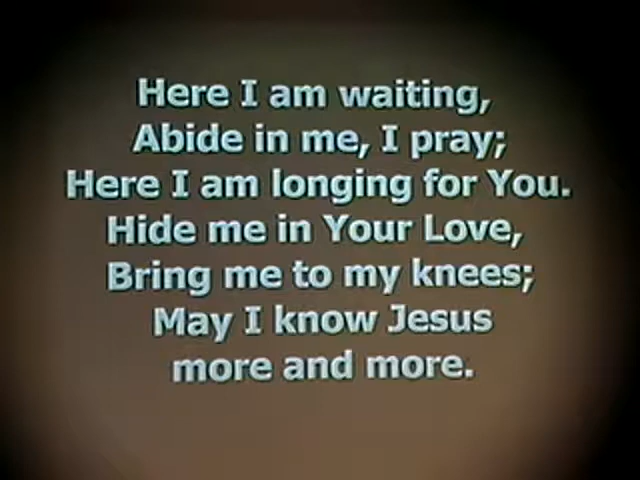 Here I am waiting,
Abide in me, I pray;
Here I am longing for You.
Hide me in Your Love,
Bring me to my knees;
May I know Jesus
more and more.